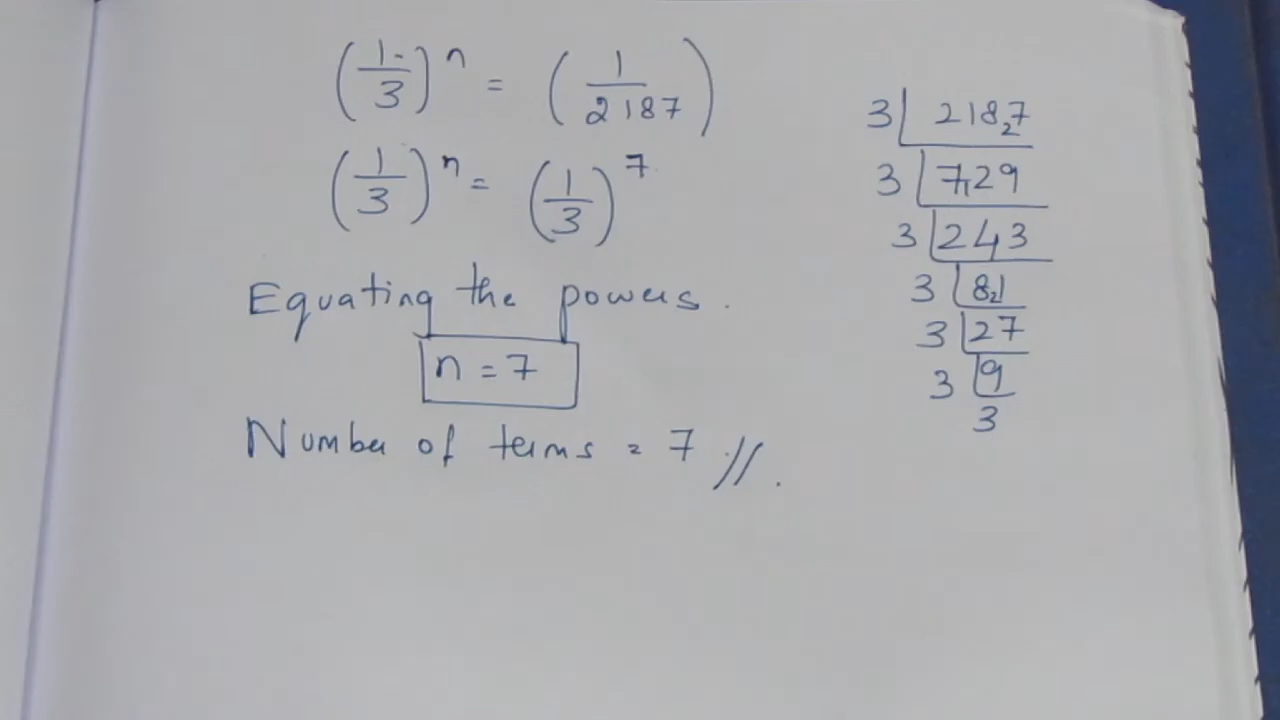 (1/3)^n = (1/2187)
(1/3)^n = (1/3)^7
Equating the powers.
n = 7
Number of terms = 7 //.
3 | 2187
3 | 729
3 | 243
3 | 81
3 | 27
3 | 9
3